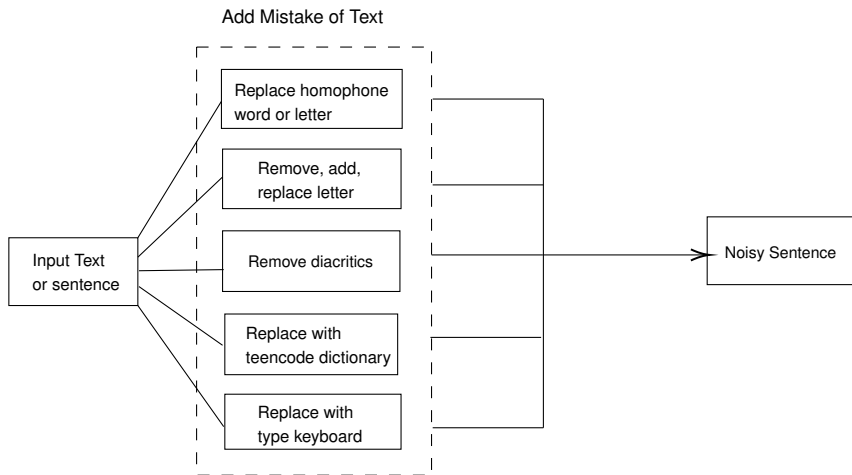 Add Mistake of Text
Replace homophone
word or letter
Remove, add,
replace letter
Input Text
or sentence
Remove diacritics
Noisy Sentence
Replace with
teencode dictionary
Replace with
type keyboard